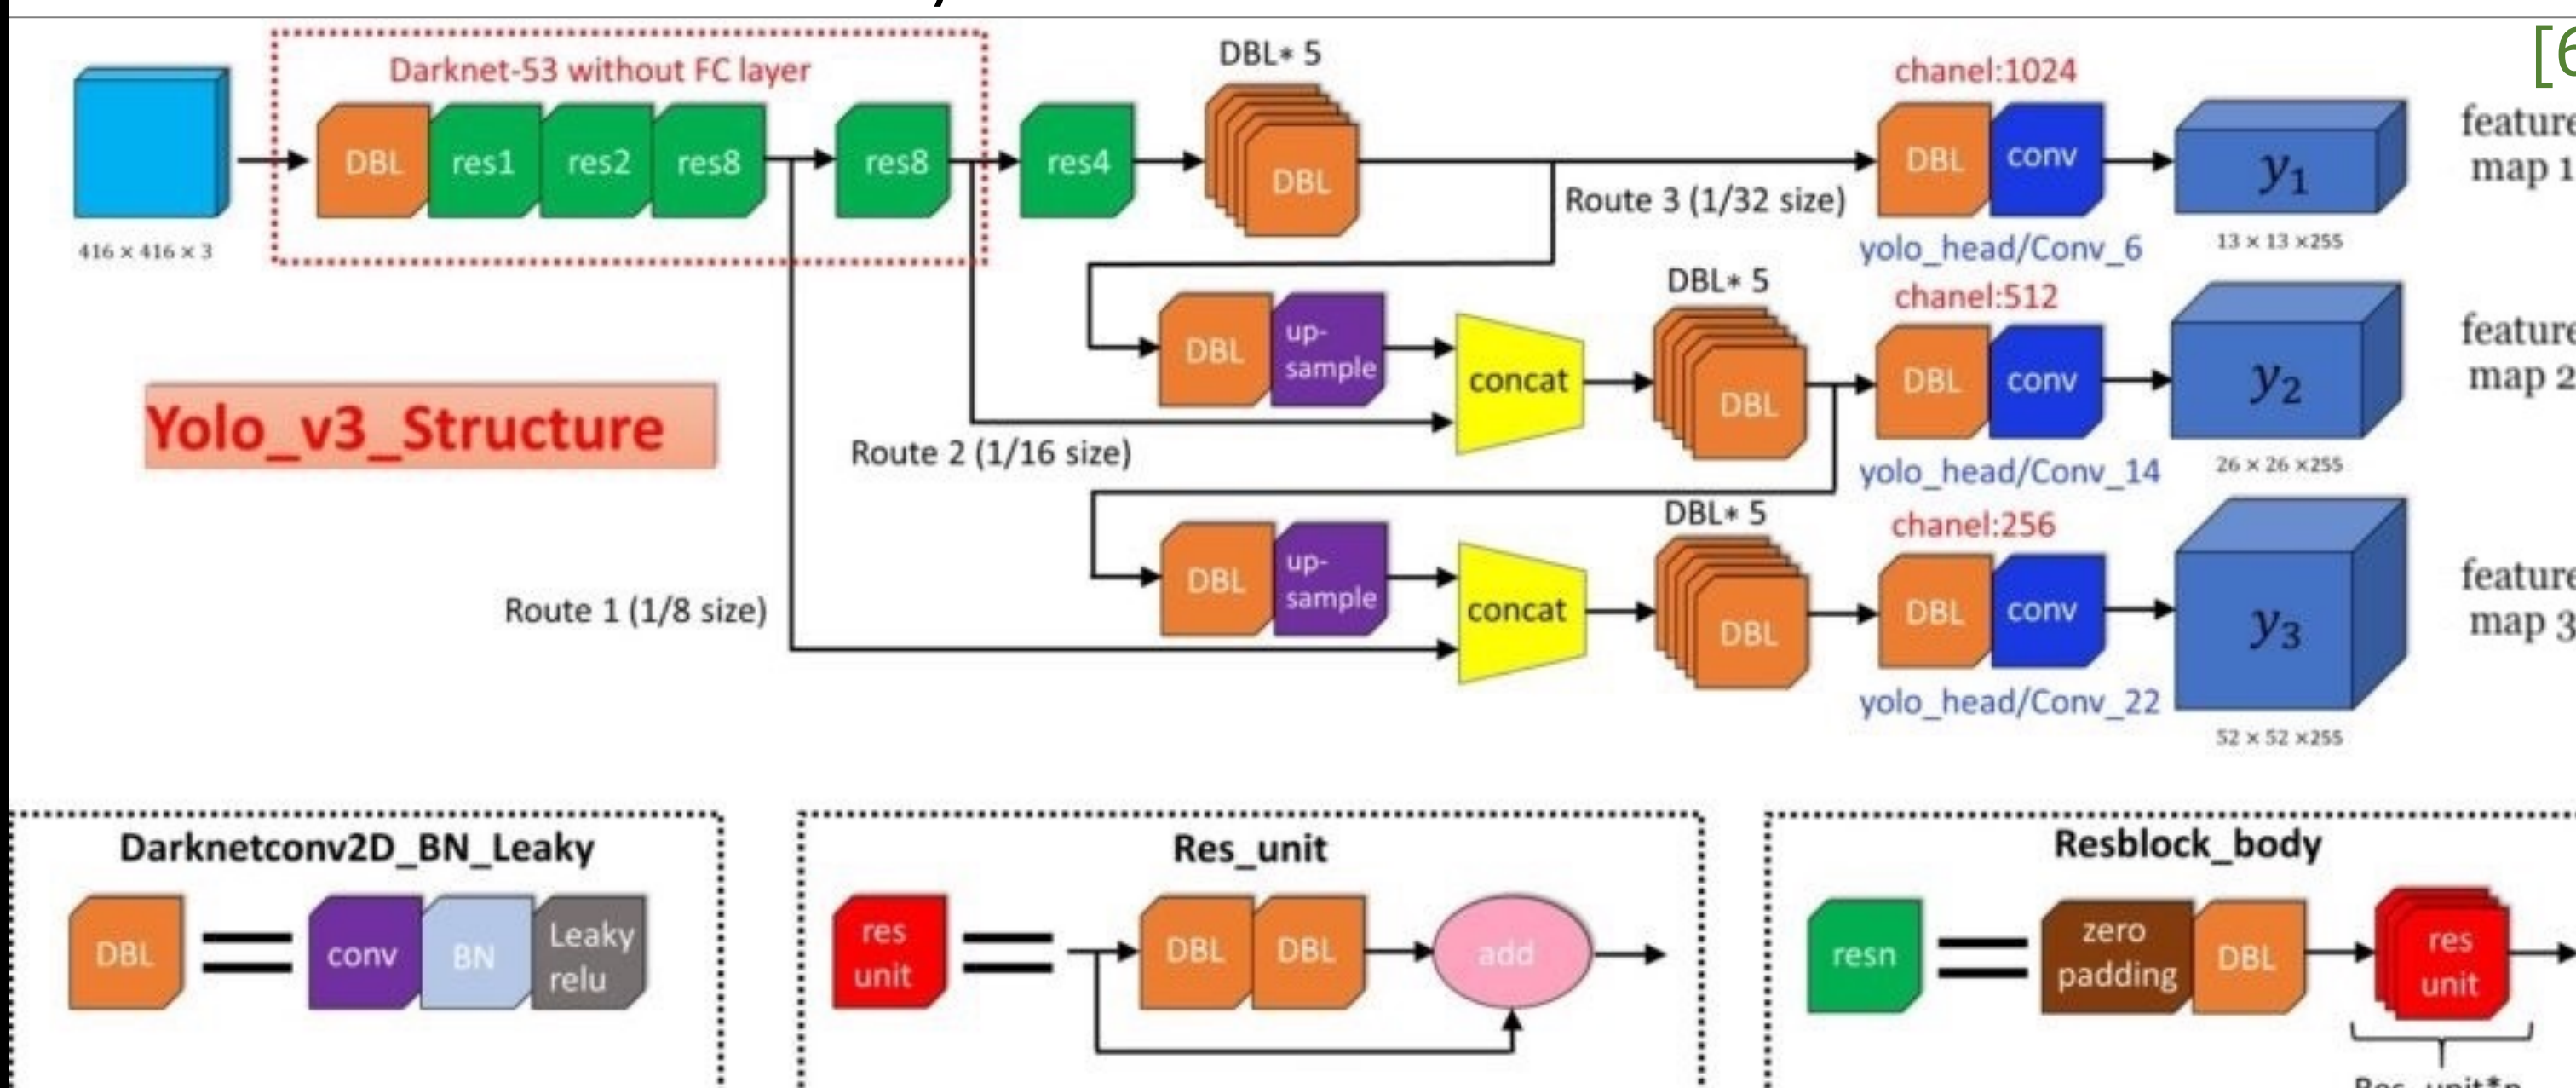 [6
Darknet-53 without FC layer
DBL* 5
chanel:1024
DBL
res1
res2
res8
res8
res4
DBL
DBL
conv
y1
feature
map 1
416 × 416 × 3
Route 3 (1/32 size)
yolo_head/Conv_6
13 × 13 ×255
DBL* 5
chanel:512
DBL
up-
sample
concat
DBL
DBL
conv
y2
feature
map 2
Yolo_v3_Structure
Route 2 (1/16 size)
yolo_head/Conv_14
26 × 26 ×255
DBL* 5
chanel:256
DBL
up-
sample
concat
DBL
DBL
conv
y3
feature
map 3
Route 1 (1/8 size)
yolo_head/Conv_22
52 × 52 ×255
Darknetconv2D_BN_Leaky
DBL
conv
BN
Leaky
relu
Res_unit
res
unit
DBL
DBL
add
Resblock_body
resn
zero
padding
DBL
res
unit